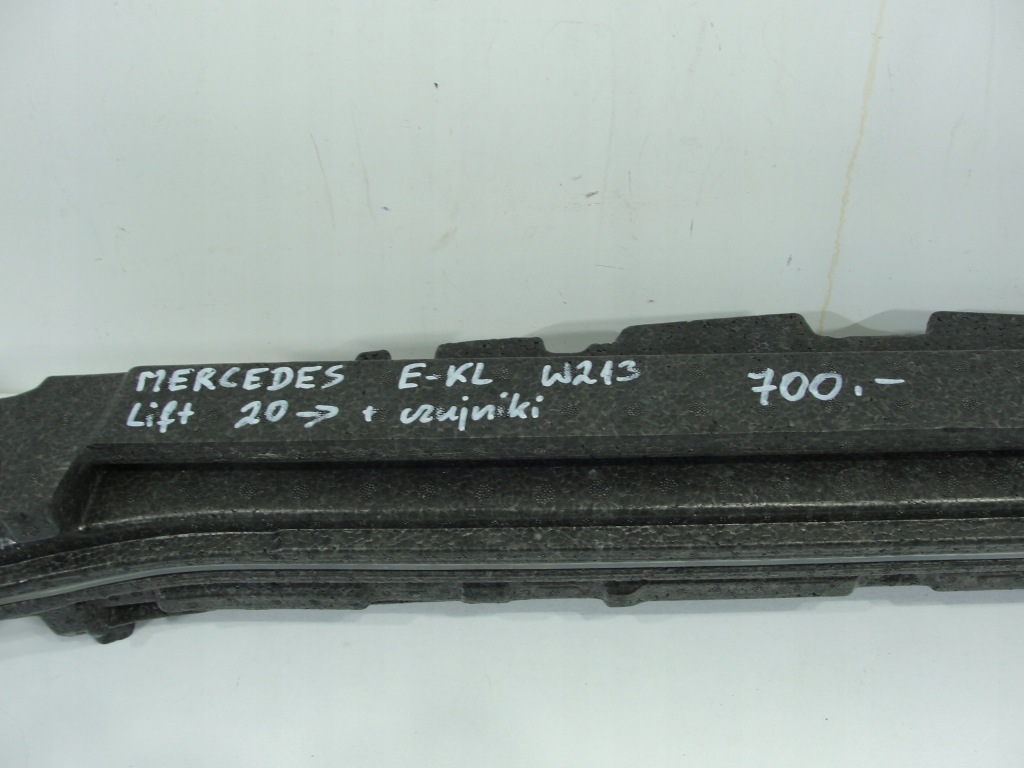 MERCEDES E-KL W213 700.-
Lift 20-> + czujniki